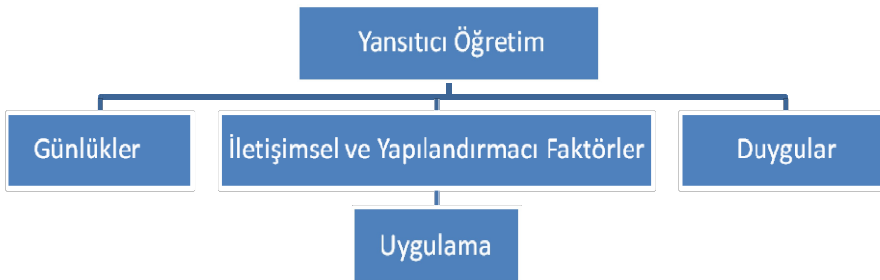 Yansıtıcı Öğretim
Günlükler
İletişimsel ve Yapılandırmacı Faktörler
Duygular
Uygulama